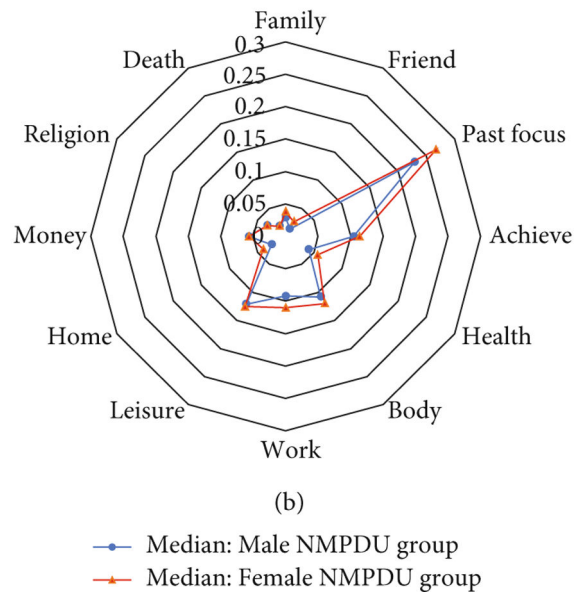 Family
0.3
Death
Friend
0.25
0.2
Religion
0.15
Past focus
0.1
0.05
Money
0
Achieve
Home
Health
Leisure
Body
Work
(b)
Median: Male NMPDU group
Median: Female NMPDU group